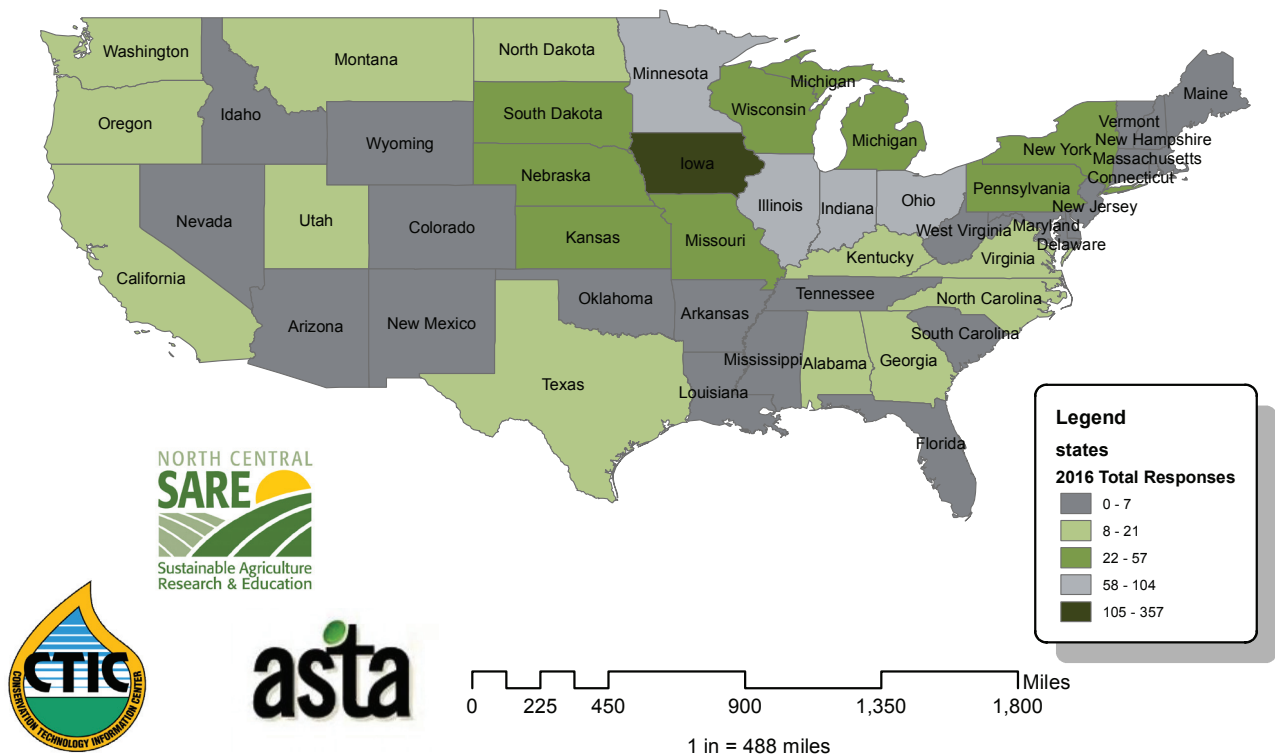 Washington
Montana
North Dakota
Minnesota
Michigan
Maine
Oregon
Idaho
South Dakota
Wisconsin
Vermont
Wyoming
Michigan
New York
New Hampshire
Massachusetts
Connecticut
Iowa
Nebraska
Pennsylvania
New Jersey
Nevada
Utah
Colorado
Illinois
Indiana
Ohio
West Virginia
Maryland
Delaware
Kansas
Missouri
Kentucky
Virginia
California
Oklahoma
Tennessee
North Carolina
Arizona
New Mexico
Arkansas
South Carolina
Texas
Mississippi
Alabama
Georgia
Louisiana
Florida
Legend
states
2016 Total Responses
0 - 7
8 - 21
22 - 57
58 - 104
105 - 357
NORTH CENTRAL
SARE
Sustainable Agriculture
Research & Education
CTIC
CONSERVATION TECHNOLOGY INFORMATION CENTER
asta
Miles
0 225 450 900 1,350 1,800
1 in = 488 miles